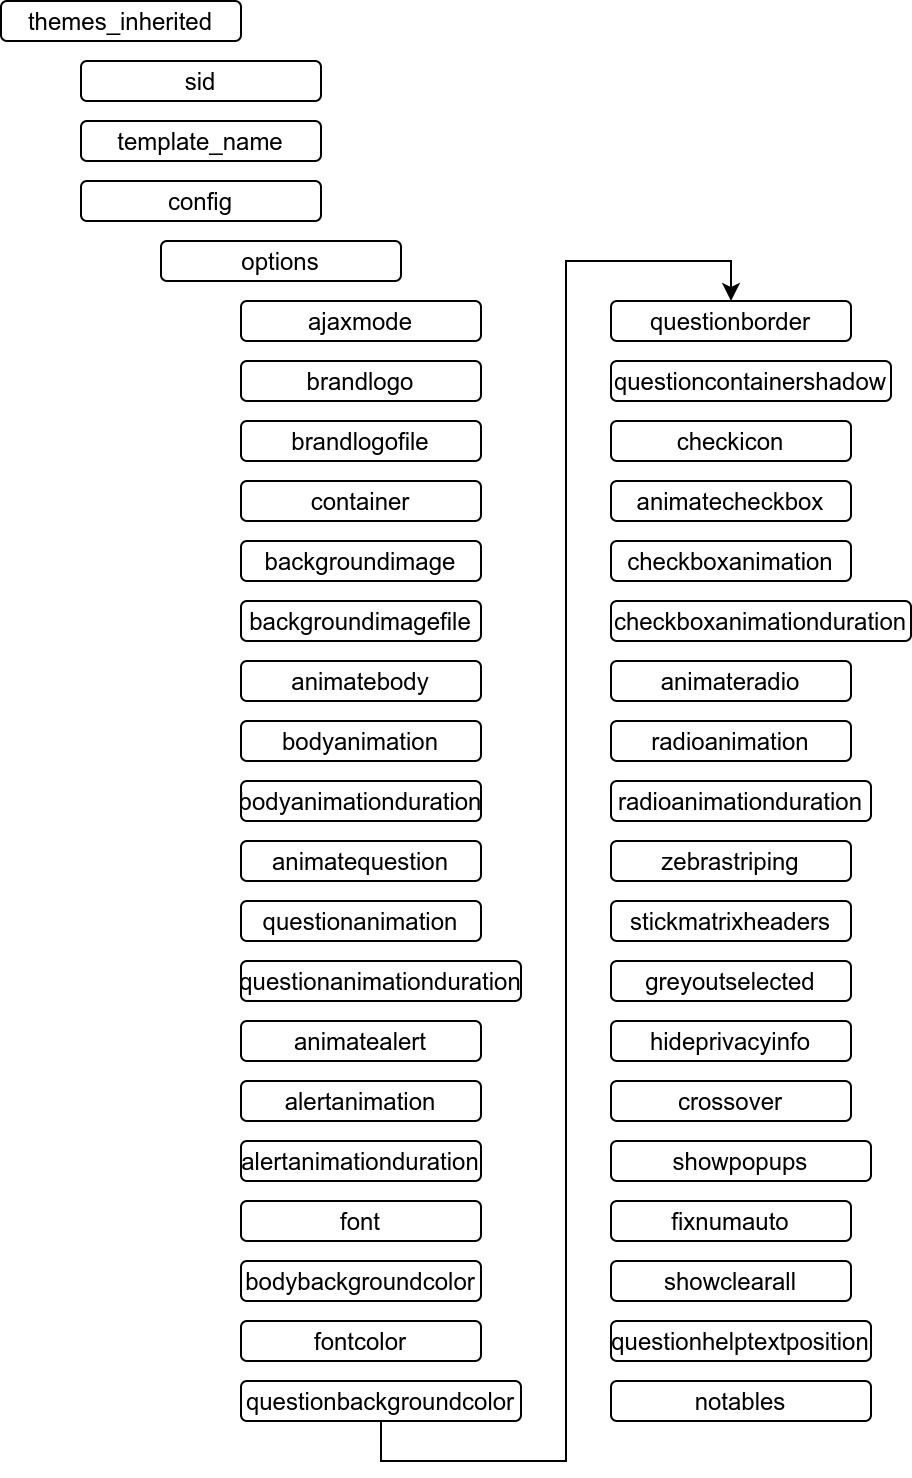 themes_inherited
sid
template_name
config
options
ajaxmode
brandlogo
brandlogofile
container
backgroundimage
backgroundimagefile
animatebody
bodyanimation
bodyanimationduration
animatequestion
questionanimation
questionanimationduration
animatealert
alertanimation
alertanimationduration
font
bodybackgroundcolor
fontcolor
questionbackgroundcolor
questionborder
questioncontainershadow
checkicon
animatecheckbox
checkboxanimation
checkboxanimationduration
animateradio
radioanimation
radioanimationduration
zebrastriping
stickmatrixheaders
greyoutselected
hideprivacyinfo
crossover
showpopups
fixnumauto
showclearall
questionhelptextposition
notables